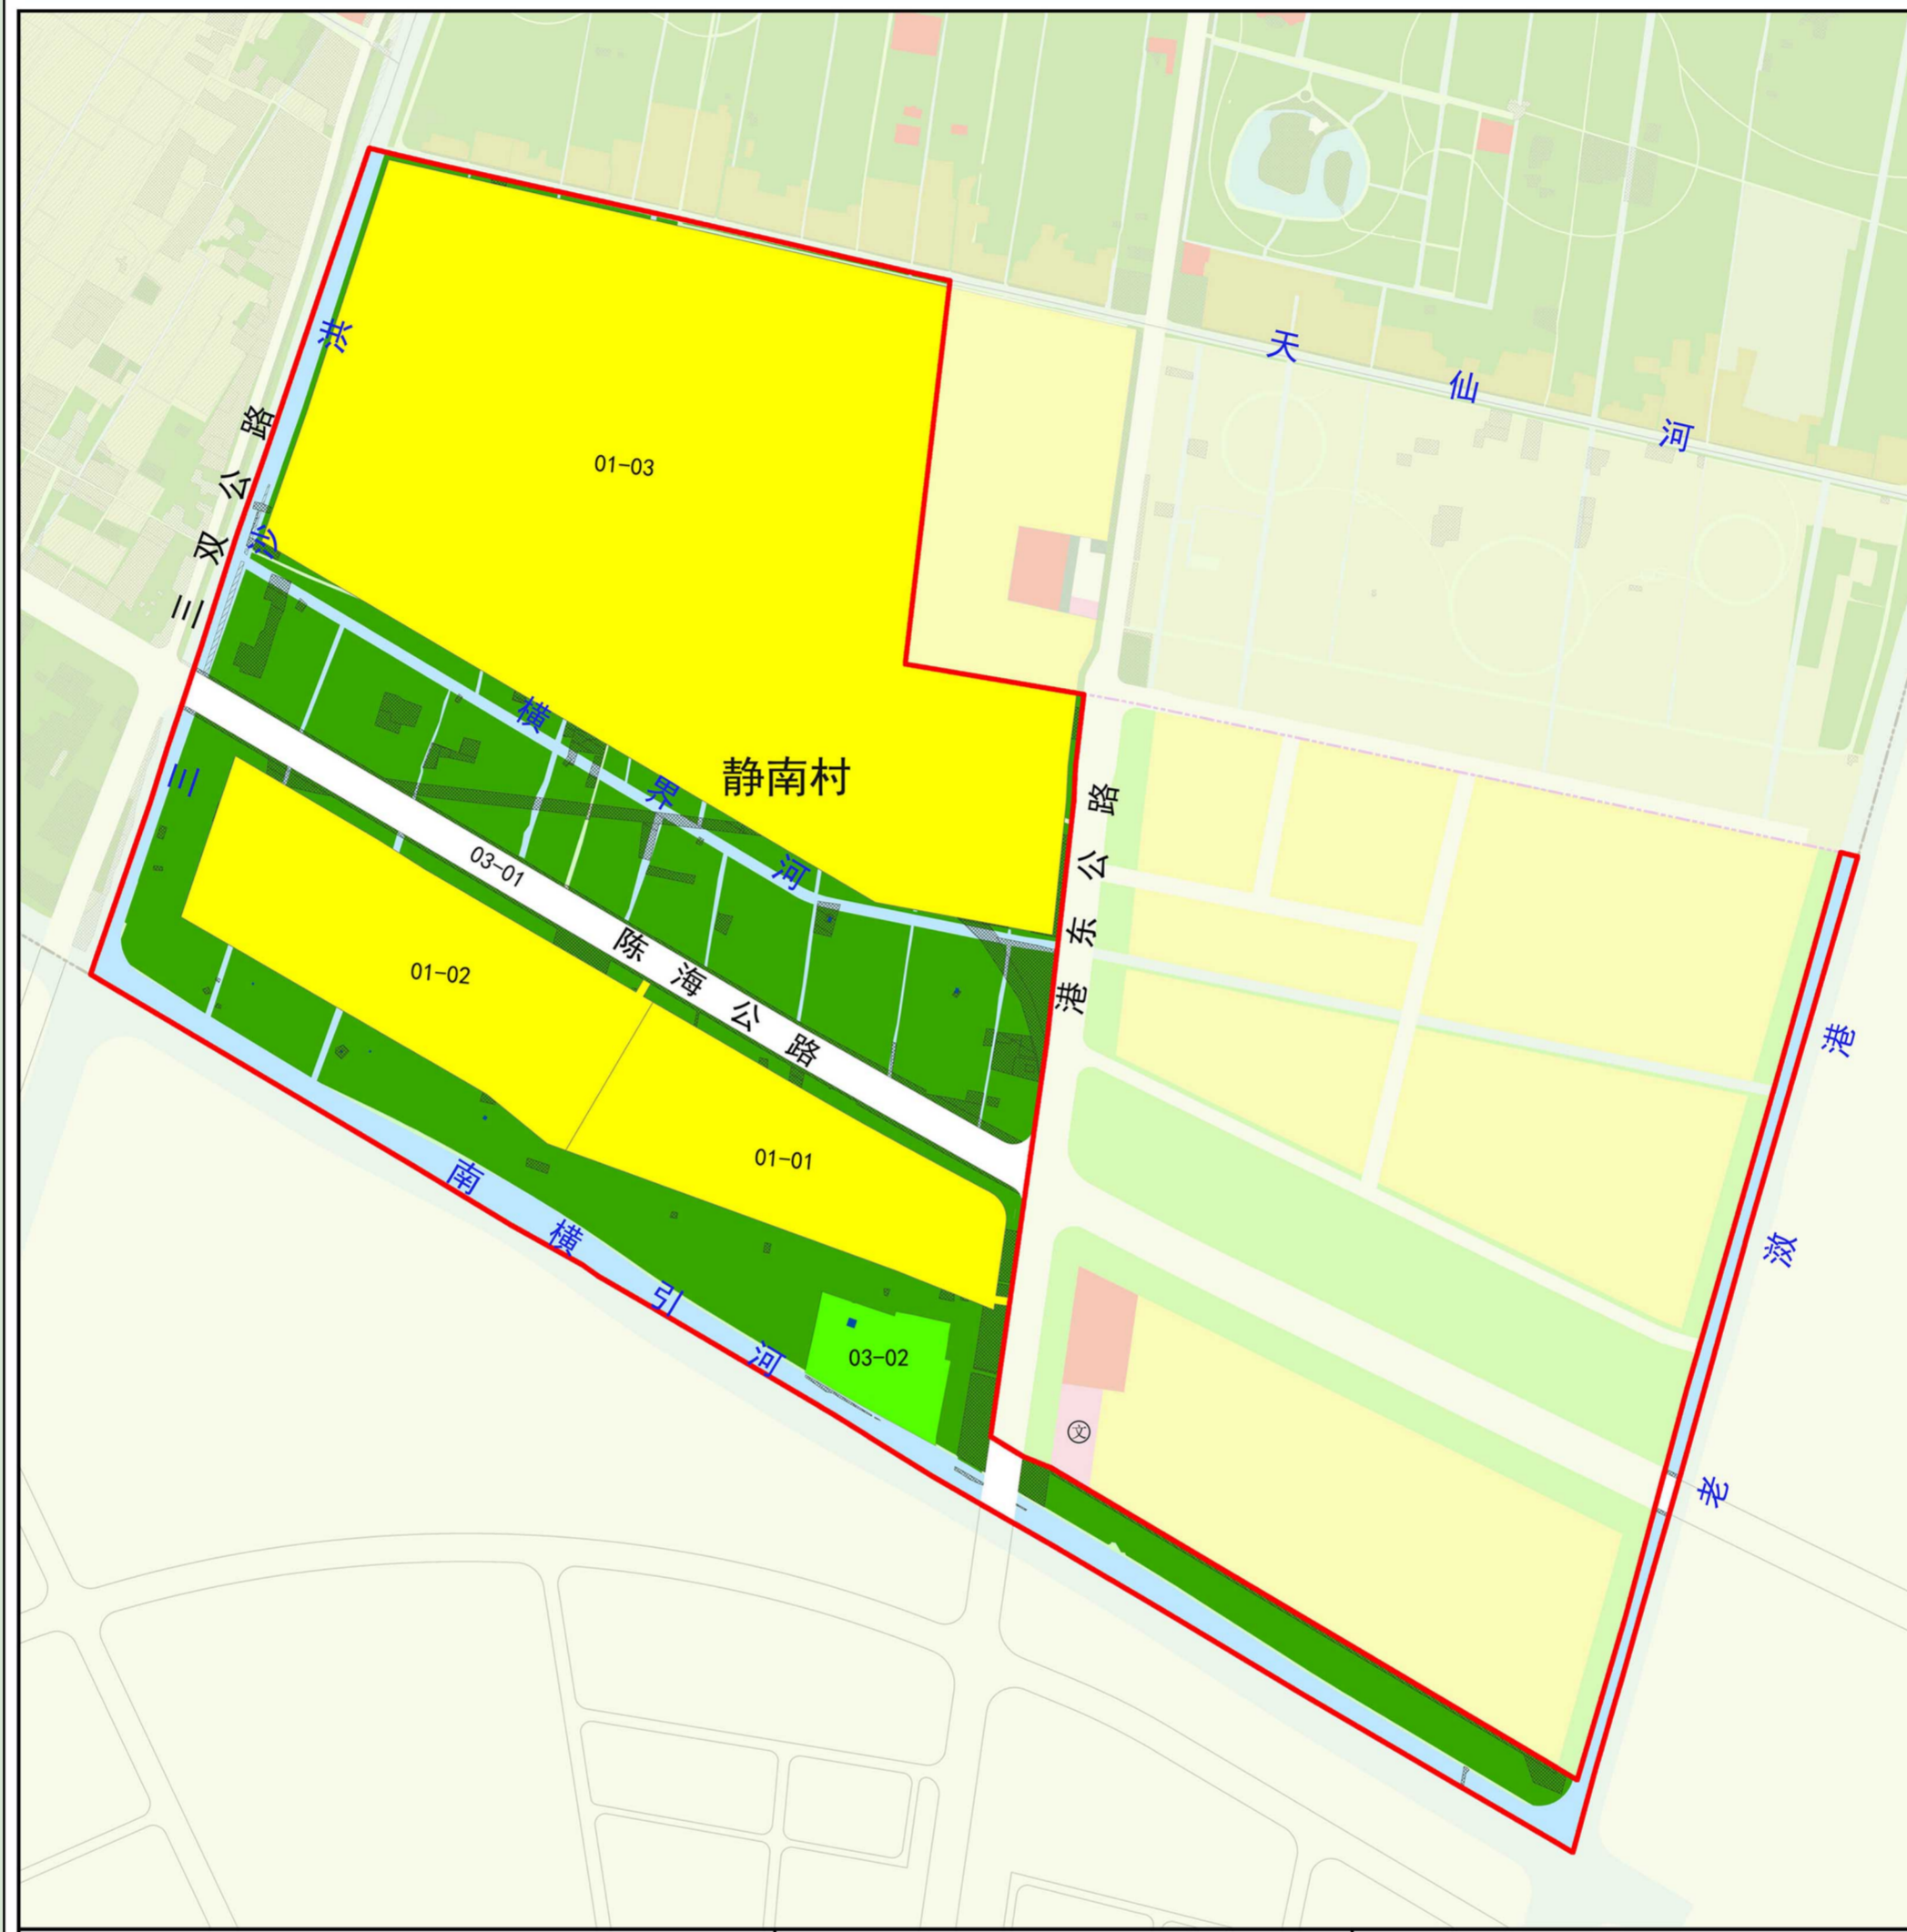 天仙河
三沙洪
01-03
三双公路
横界河
静南村
港东公路
03-01
陈海公路
01-02
01-01
老滧港
南横引河
03-02
文